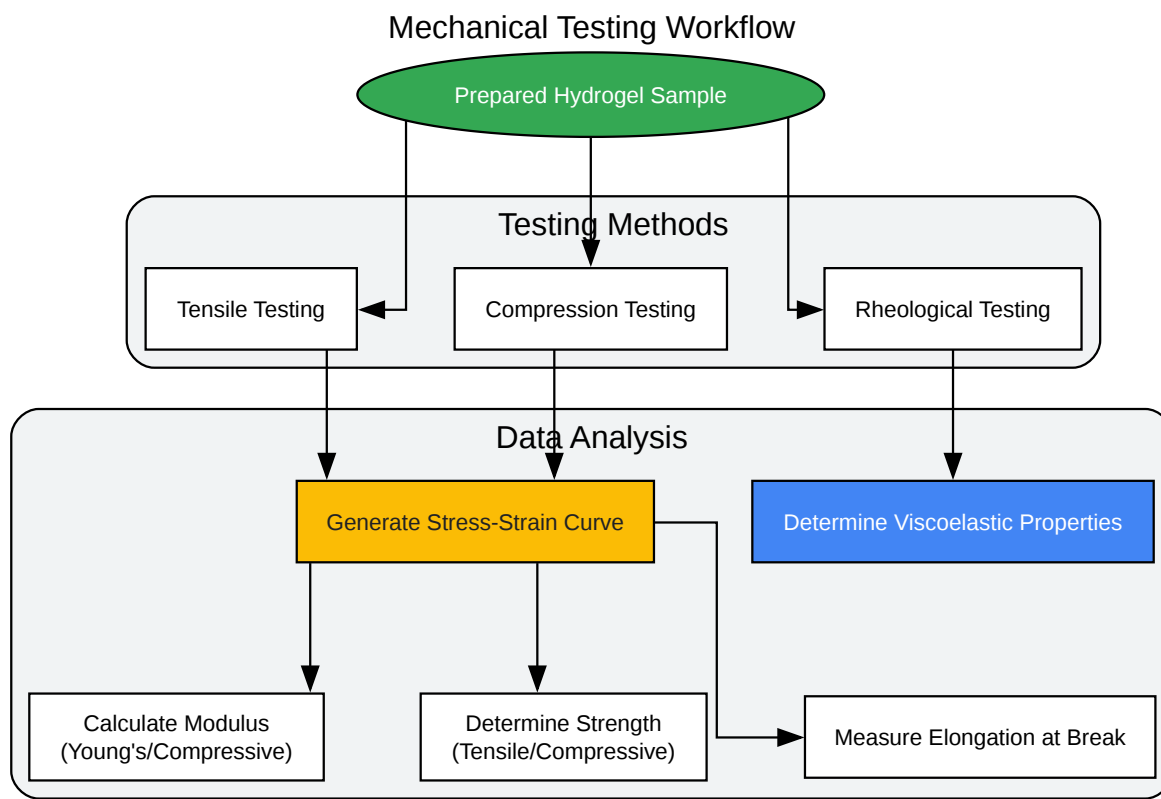 Mechanical Testing Workflow
Prepared Hydrogel Sample
Testing Methods
Tensile Testing
Compression Testing
Rheological Testing
Data Analysis
Generate Stress-Strain Curve
Determine Viscoelastic Properties
Calculate Modulus
(Young's/Compressive)
Determine Strength
(Tensile/Compressive)
Measure Elongation at Break